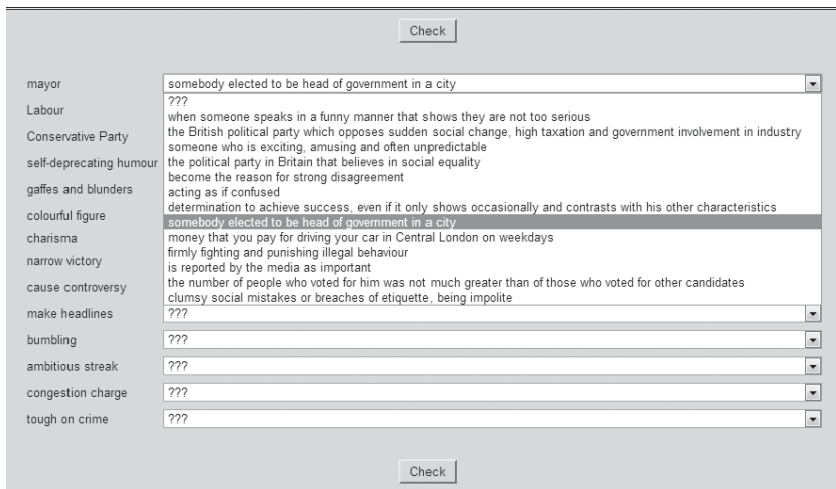 Check
mayor somebody elected to be head of government in a city
???
Labour
when someone speaks in a funny manner that shows they are not too serious
Conservative Party the British political party which opposes sudden social change, high taxation and government involvement in industry
someone who is exciting, amusing and often unpredictable
self-deprecating humour the political party in Britain that believes in social equality
become the reason for strong disagreement
gaffes and blunders acting as if confused
determination to achieve success, even if it only shows occasionally and contrasts with his other characteristics
colourful figure somebody elected to be head of government in a city
charisma money that you pay for driving your car in Central London on weekdays
firmly fighting and punishing illegal behaviour
narrow victory
is reported by the media as important
cause controversy the number of people who voted for him was not much greater than of those who voted for other candidates
clumsy social mistakes or breaches of etiquette, being impolite
make headlines ???
bumbling ???
ambitious streak ???
congestion charge ???
tough on crime ???
Check